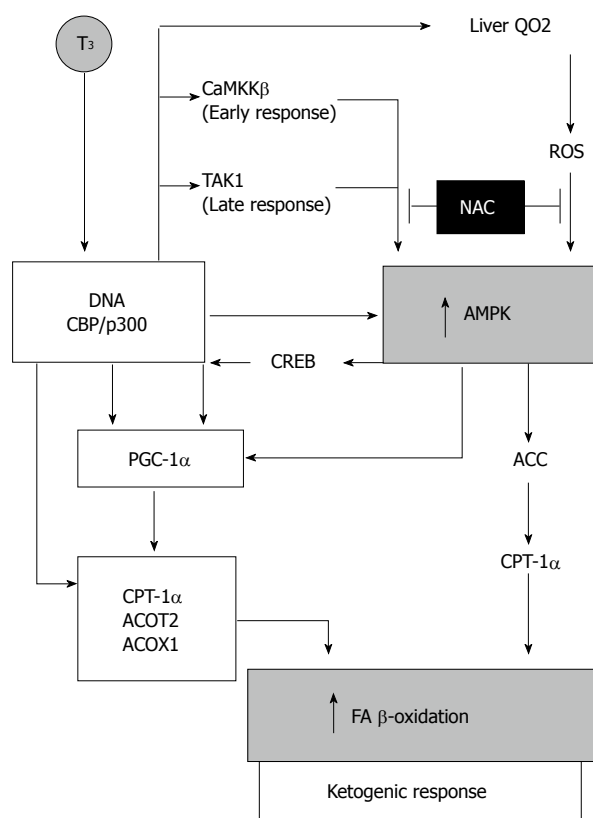 T3
Liver QO2
CaMKKβ
(Early response)
ROS
TAK1
(Late response)
NAC
DNA
CBP/p300
AMPK
CREB
PGC-1α
ACC
CPT-1α
CPT-1α
ACOT2
ACOX1
FA β-oxidation
Ketogenic response